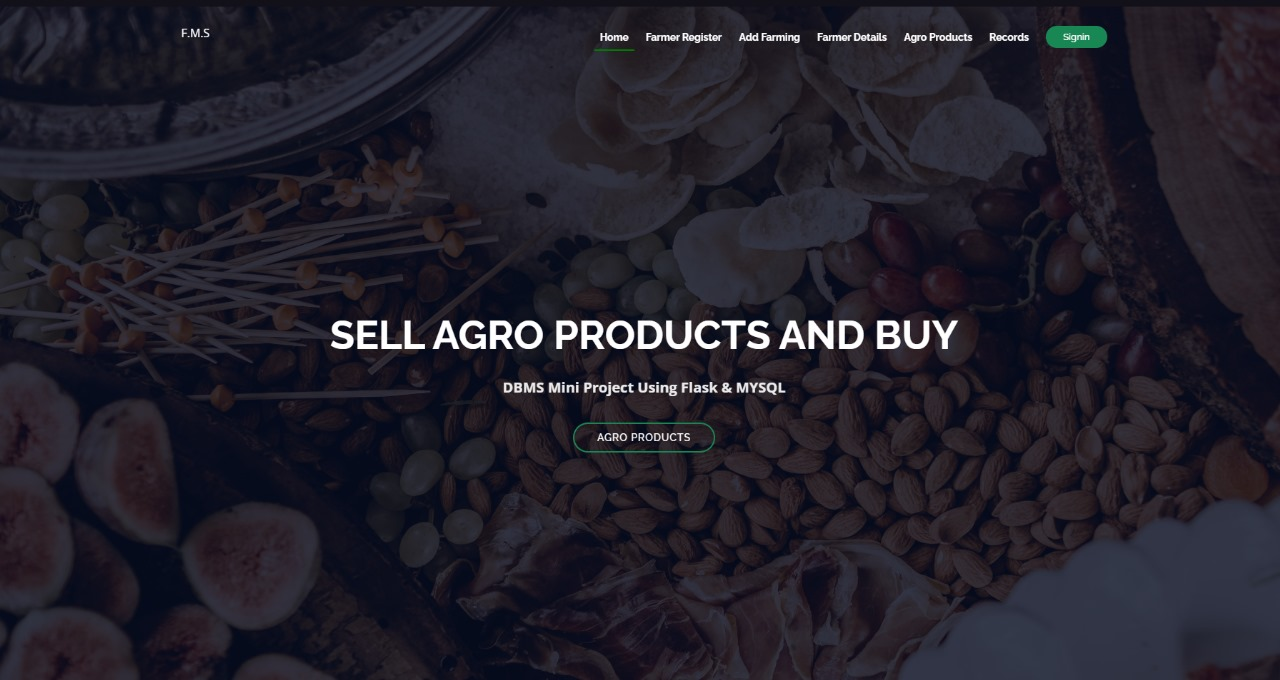 F.M.S
Home Farmer Register Add Farming Farmer Details Agro Products Records Signin
SELL AGRO PRODUCTS AND BUY
DBMS Mini Project Using Flask & MYSQL
AGRO PRODUCTS